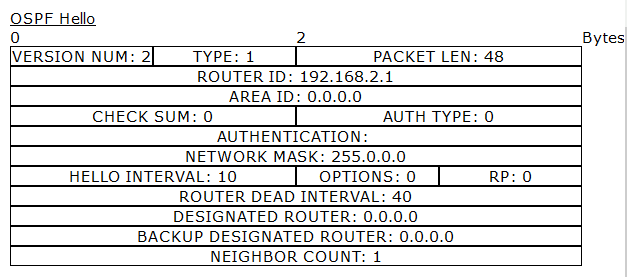 OSPF Hello
0 2 Bytes
VERSION NUM: 2 TYPE: 1 PACKET LEN: 48
ROUTER ID: 192.168.2.1
AREA ID: 0.0.0.0
CHECK SUM: 0 AUTH TYPE: 0
AUTHENTICATION:
NETWORK MASK: 255.0.0.0
HELLO INTERVAL: 10 OPTIONS: 0 RP: 0
ROUTER DEAD INTERVAL: 40
DESIGNATED ROUTER: 0.0.0.0
BACKUP DESIGNATED ROUTER: 0.0.0.0
NEIGHBOR COUNT: 1